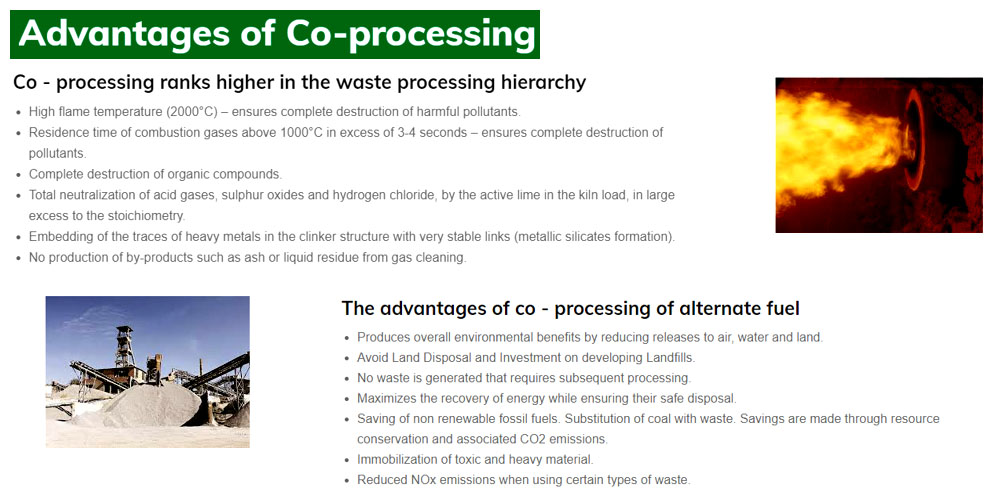 Advantages of Co-processing
Co - processing ranks higher in the waste processing hierarchy
• High flame temperature (2000°C) – ensures complete destruction of harmful pollutants.
• Residence time of combustion gases above 1000°C in excess of 3-4 seconds – ensures complete destruction of
pollutants.
• Complete destruction of organic compounds.
• Total neutralization of acid gases, sulphur oxides and hydrogen chloride, by the active lime in the kiln load, in large
excess to the stoichiometry.
• Embedding of the traces of heavy metals in the clinker structure with very stable links (metallic silicates formation).
• No production of by-products such as ash or liquid residue from gas cleaning.
The advantages of co - processing of alternate fuel
• Produces overall environmental benefits by reducing releases to air, water and land.
• Avoid Land Disposal and Investment on developing Landfills.
• No waste is generated that requires subsequent processing.
• Maximizes the recovery of energy while ensuring their safe disposal.
• Saving of non renewable fossil fuels. Substitution of coal with waste. Savings are made through resource
conservation and associated CO2 emissions.
• Immobilization of toxic and heavy material.
• Reduced NOx emissions when using certain types of waste.